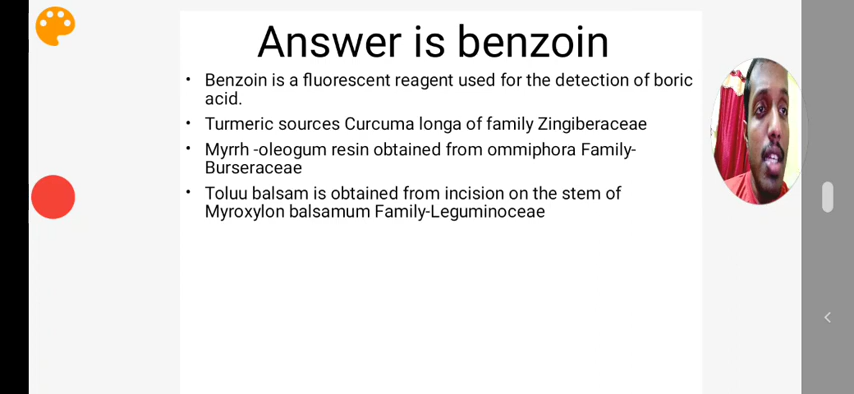 Answer is benzoin
• Benzoin is a fluorescent reagent used for the detection of boric
acid.
• Turmeric sources Curcuma longa of family Zingiberaceae
• Myrrh -oleogum resin obtained from ommiphora Family-
Burseraceae
• Toluu balsam is obtained from incision on the stem of
Myroxylon balsamum Family-Leguminoceae